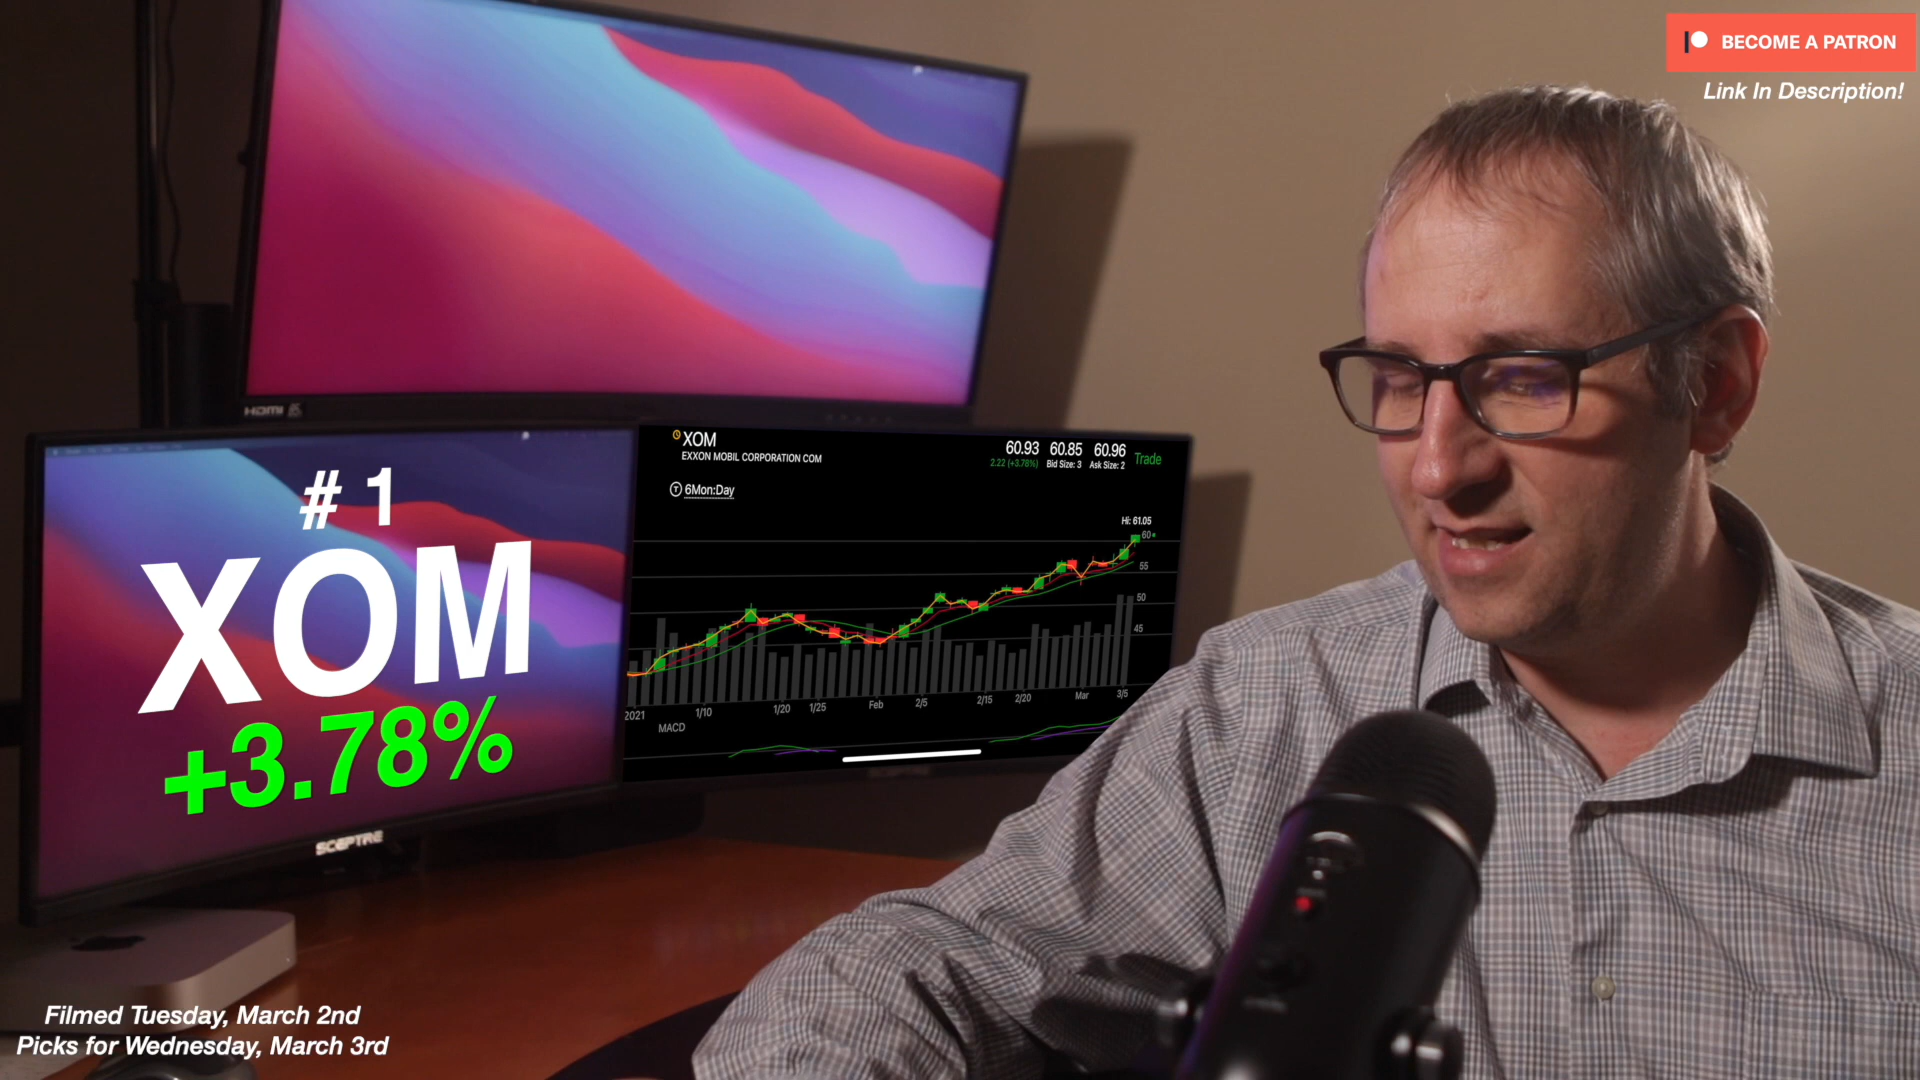 BECOME A PATRON
Link In Description!
HDMI
# 1
XOM
+3.78%
SCEPTRE
XOM
EXXON MOBIL CORPORATION COM
60.93 60.85 60.96 Trade
2.22 (+3.78%) Bid Size: 3 Ask Size: 2
T 6Mon:Day
Hi: 61.05
60
55
50
45
2021 1/10 1/20 1/25 Feb 2/5 2/15 2/20 Mar 3/5
MACD
Filmed Tuesday, March 2nd
Picks for Wednesday, March 3rd